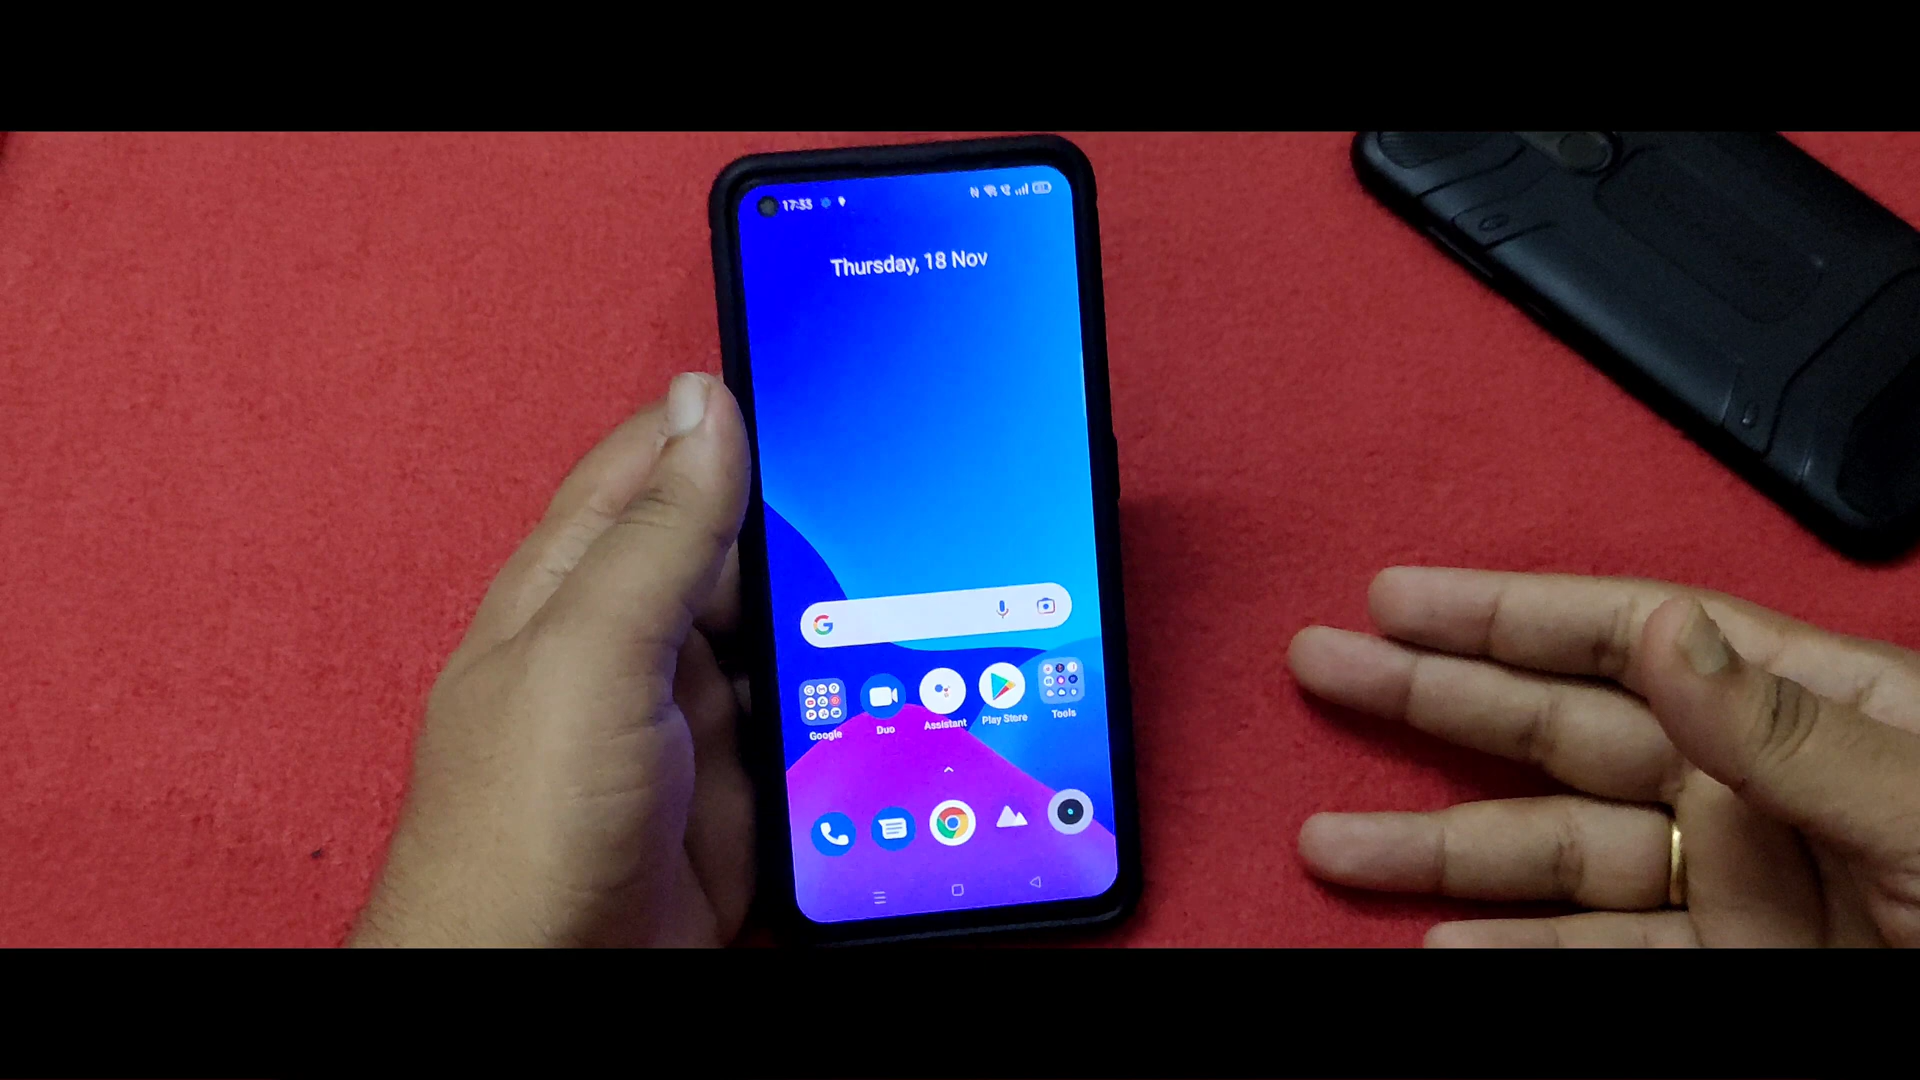 17:33
Thursday, 18 Nov
Google
Duo
Assistant
Play Store
Tools